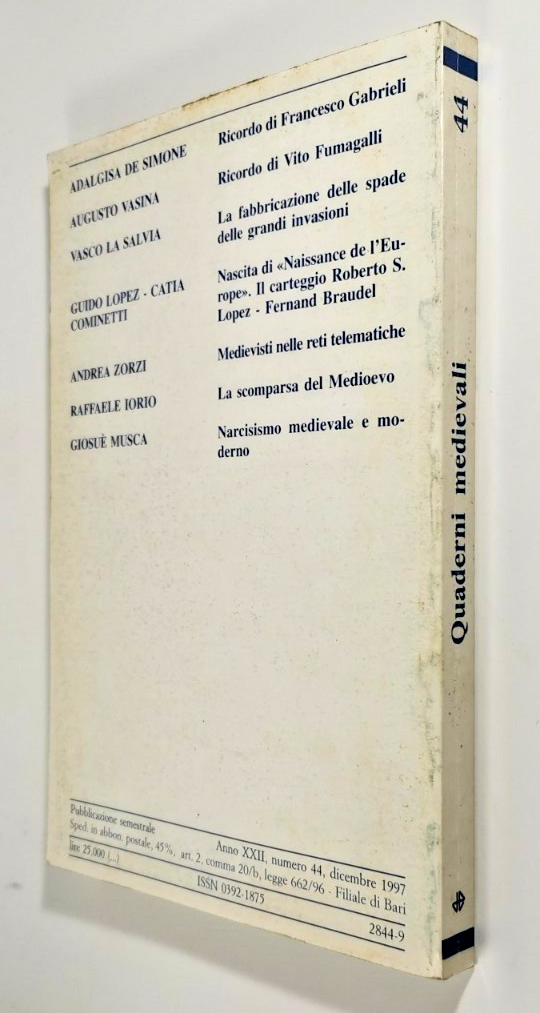 ADALGISA DE SIMONE Ricordo di Francesco Gabrieli
AUGUSTO VASINA Ricordo di Vito Fumagalli
VASCO LA SALVIA La fabbricazione delle spade
delle grandi invasioni
GUIDO LOPEZ - CATIA Nascita di «Naissance de l'Eu-
COMINETTI rope». Il carteggio Roberto S.
Lopez - Fernand Braudel
ANDREA ZORZI Medievisti nelle reti telematiche
RAFFAELE IORIO La scomparsa del Medioevo
GIOSUÈ MUSCA Narcisismo medievale e mo-
derno
Pubblicazione semestrale Anno XXII, numero 44, dicembre 1997
Sped. in abbon. postale, 45%, art. 2, comma 20/b, legge 662/96 - Filiale di Bari
lire 25.000 (...) ISSN 0392-1875 2844-9
44
Quaderni medievali